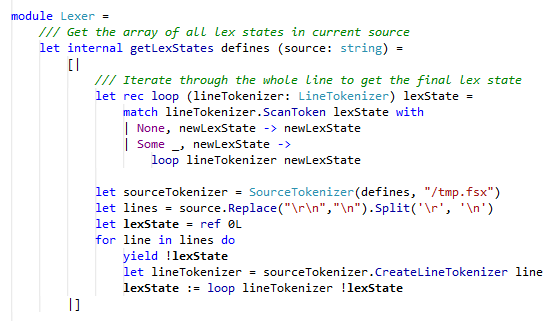 module Lexer =
    /// Get the array of all lex states in current source
    let internal getLexStates defines (source: string) =
        [|
            /// Iterate through the whole line to get the final lex state
            let rec loop (lineTokenizer: LineTokenizer) lexState =
                match lineTokenizer.ScanToken lexState with
                | None, newLexState -> newLexState
                | Some _, newLexState ->
                    loop lineTokenizer newLexState

            let sourceTokenizer = SourceTokenizer(defines, "/tmp.fsx")
            let lines = source.Replace("\r\n","\n").Split('\r', '\n')
            let lexState = ref 0L
            for line in lines do
                yield !lexState
                let lineTokenizer = sourceTokenizer.CreateLineTokenizer line
                lexState := loop lineTokenizer !lexState
        |]